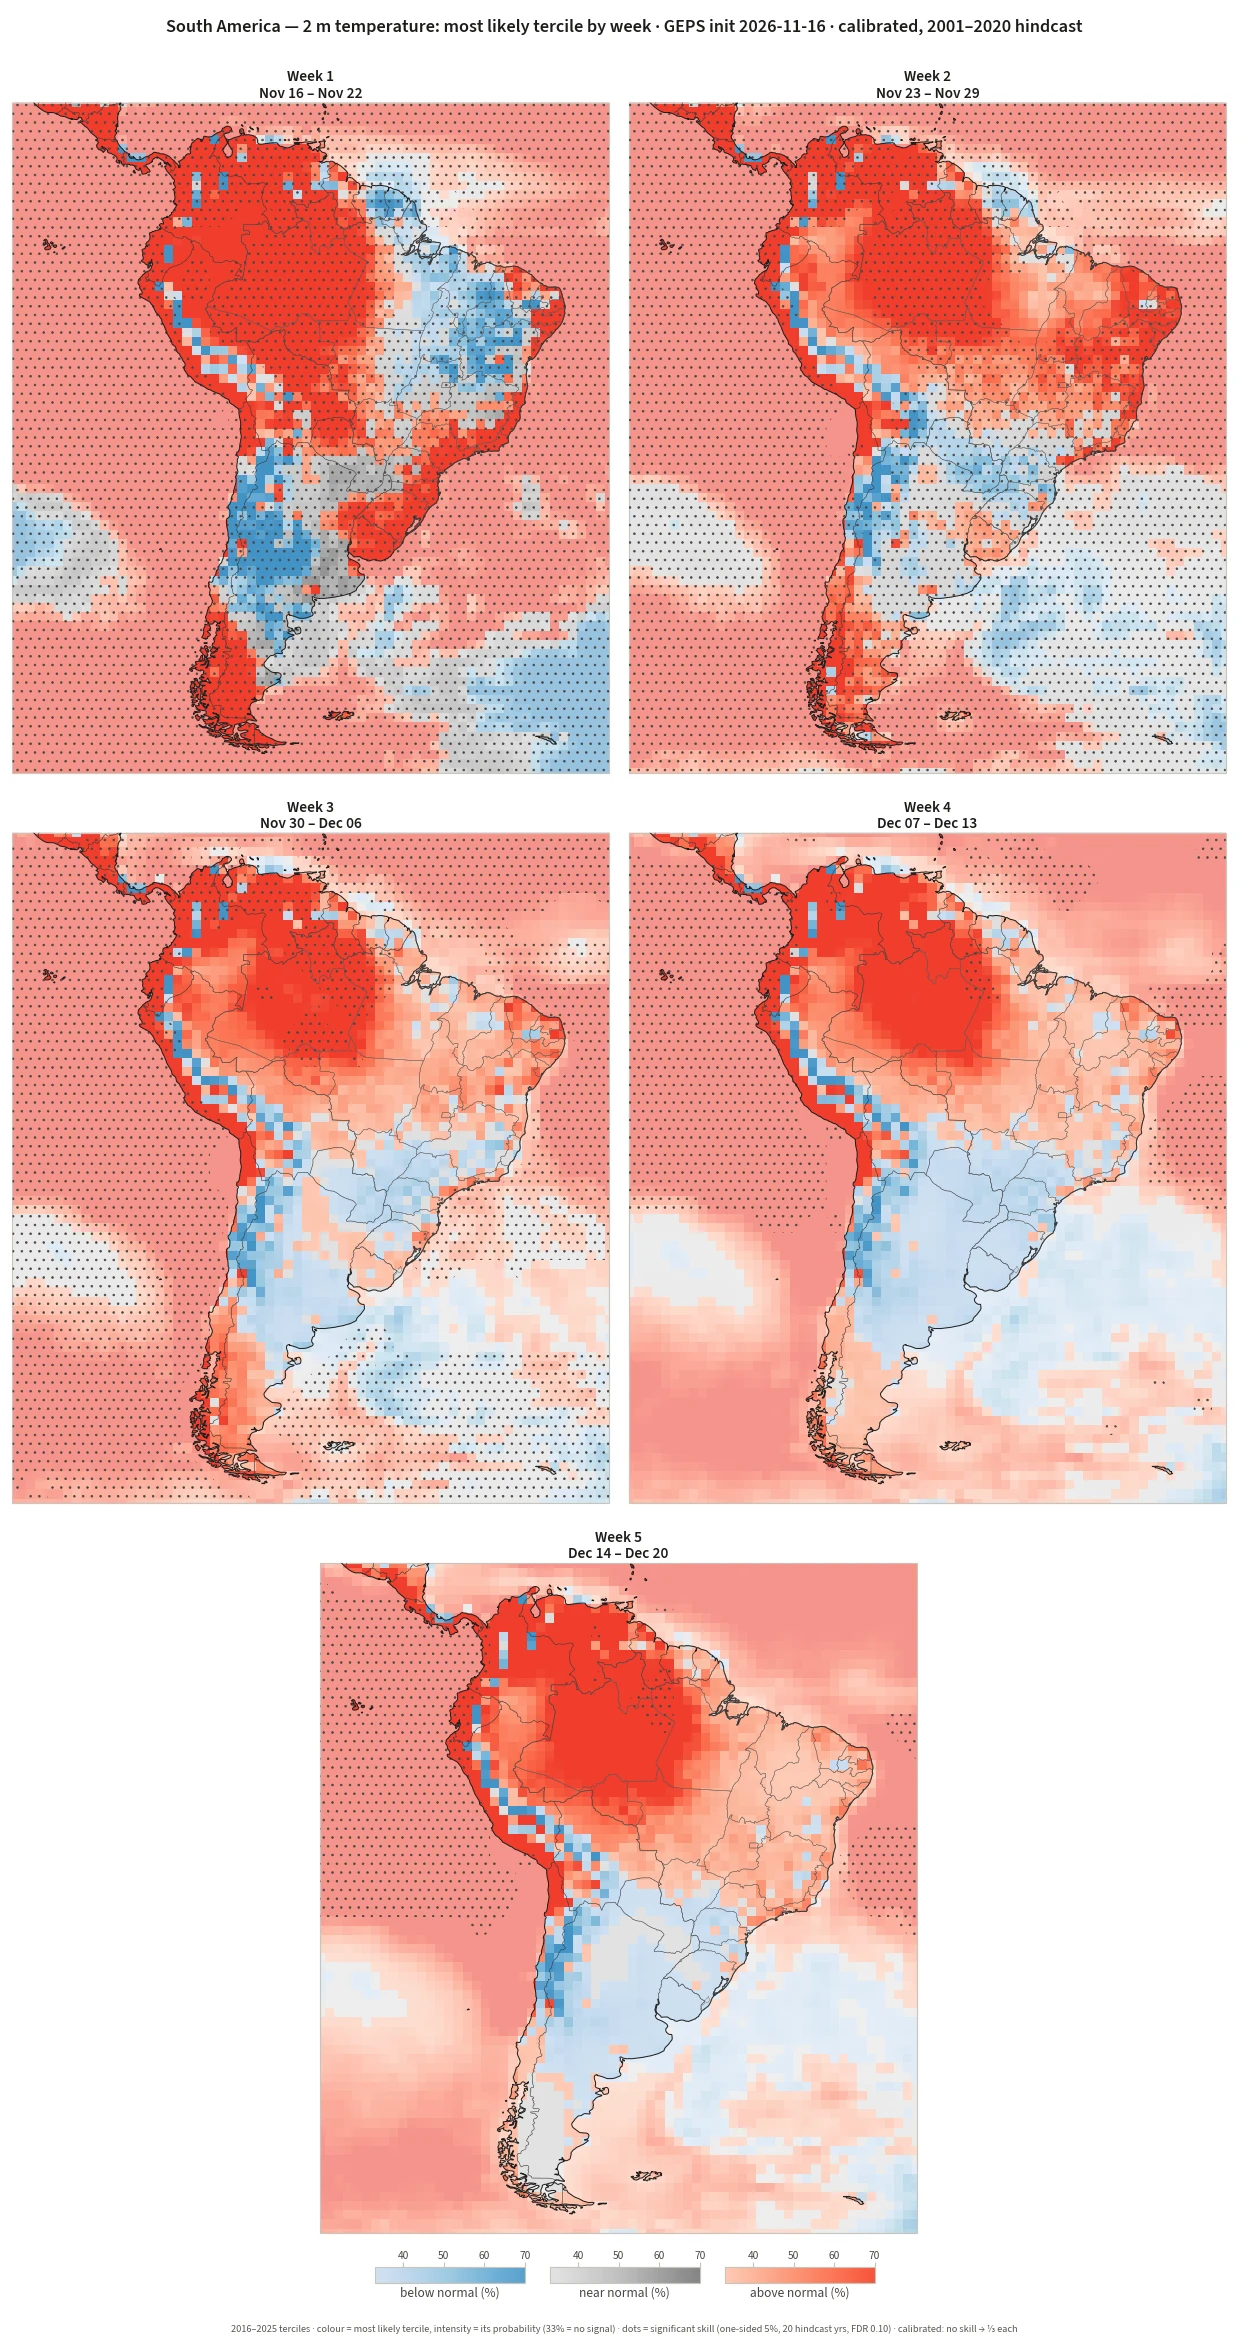 South America — 2 m temperature: most likely tercile by week · GEPS init 2026-11-16 · calibrated, 2001–2020 hindcast
Week 1
Nov 16 – Nov 22
Week 2
Nov 23 – Nov 29
Week 3
Nov 30 – Dec 06
Week 4
Dec 07 – Dec 13
Week 5
Dec 14 – Dec 20
40 50 60 70
below normal (%)
40 50 60 70
near normal (%)
40 50 60 70
above normal (%)
2016–2025 terciles · colour = most likely tercile, intensity = its probability (33% = no signal) · dots = significant skill (one-sided 5%, 20 hindcast yrs, FDR 0.10) · calibrated: no skill → ⅓ each